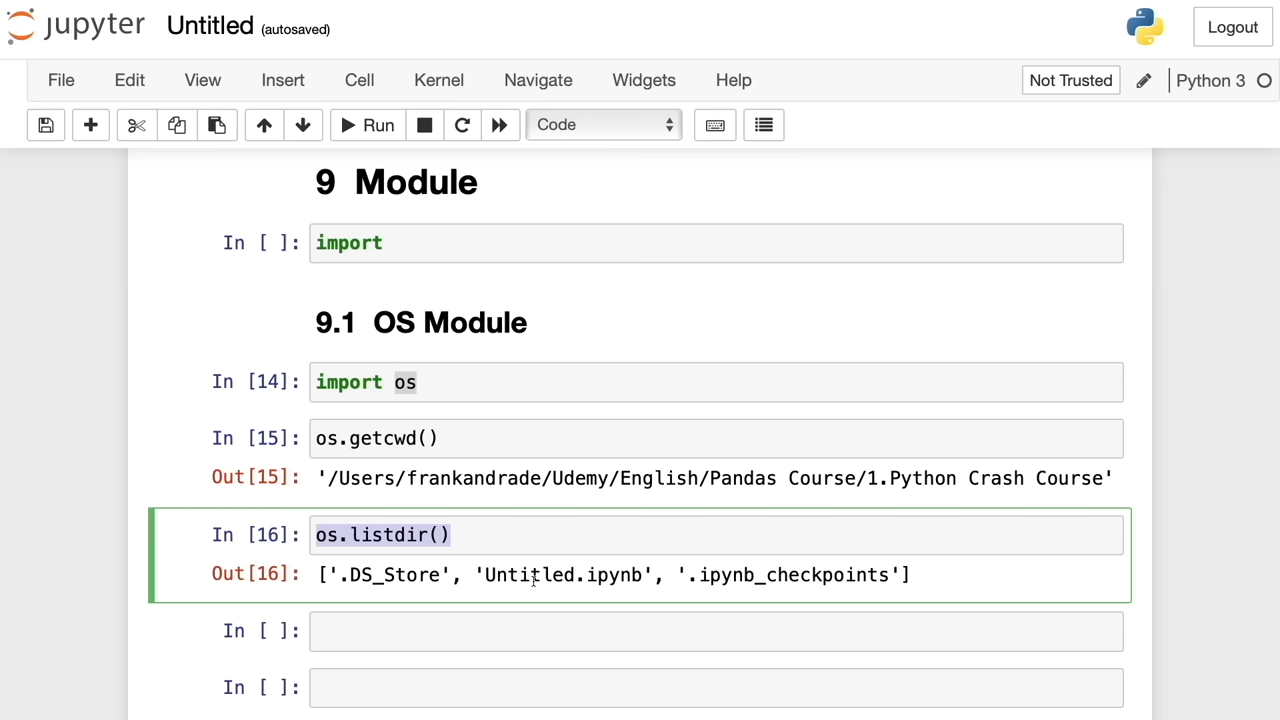 jupyter Untitled (autosaved) Logout
File Edit View Insert Cell Kernel Navigate Widgets Help Not Trusted Python 3
Run Code
9 Module
In [ ]: import
9.1 OS Module
In [14]: import os
In [15]: os.getcwd()
Out[15]: '/Users/frankandrade/Udemy/English/Pandas Course/1.Python Crash Course'
In [16]: os.listdir()
Out[16]: ['.DS_Store', 'Untitled.ipynb', '.ipynb_checkpoints']
In [ ]:
In [ ]: